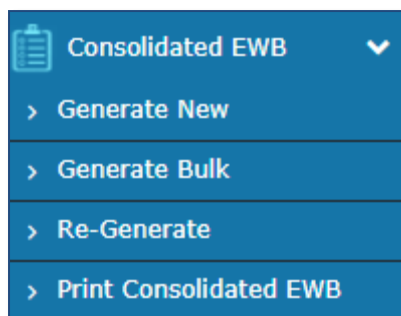 Consolidated EWB
Generate New
Generate Bulk
Re-Generate
Print Consolidated EWB